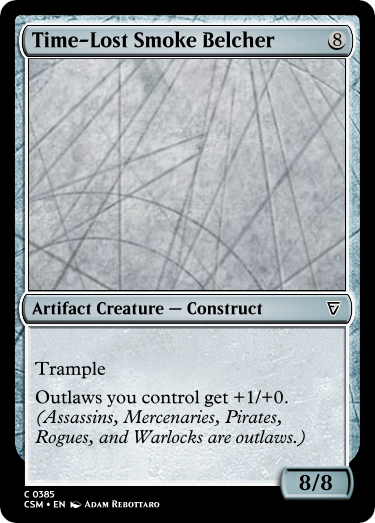 Time-Lost Smoke Belcher
8
Artifact Creature — Construct
Trample
Outlaws you control get +1/+0.
(Assassins, Mercenaries, Pirates,
Rogues, and Warlocks are outlaws.)
8/8
C 0385
CSM • EN Adam Rebottaro